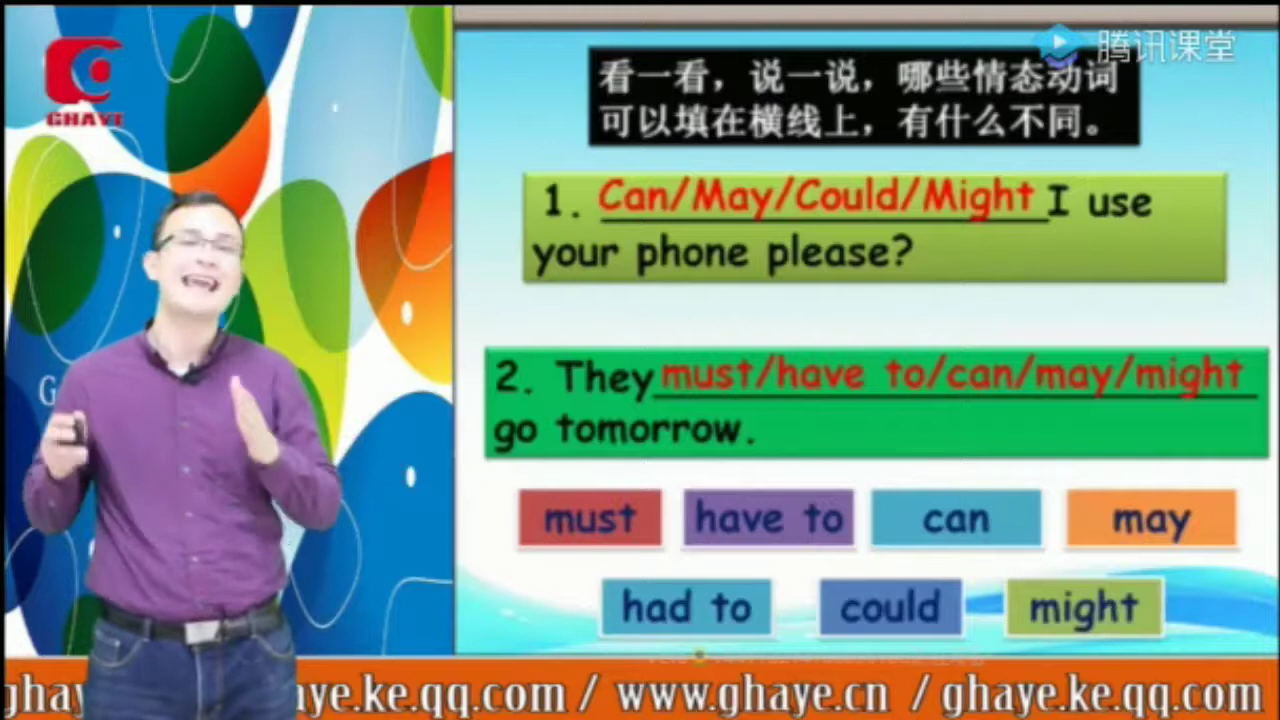 GHAYE
腾讯课堂
看一看，说一说，哪些情态动词
可以填在横线上，有什么不同。
1. Can/May/Could/Might I use
your phone please?
2. They must/have to/can/may/might
go tomorrow.
must have to can may
had to could might
G
ghay
aye.ke.qq.com / www.ghaye.cn / ghaye.ke.qq.com